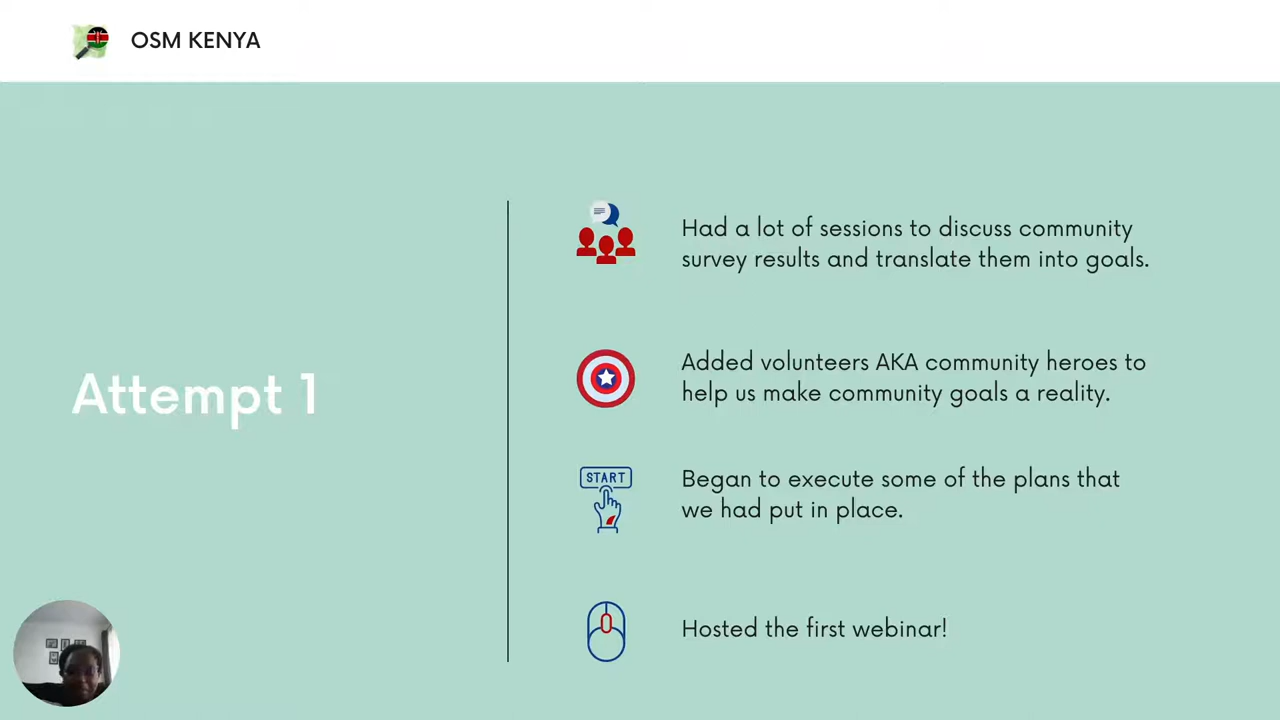 OSM KENYA
Attempt 1
Had a lot of sessions to discuss community
survey results and translate them into goals.
Added volunteers AKA community heroes to
help us make community goals a reality.
START
Began to execute some of the plans that
we had put in place.
Hosted the first webinar!